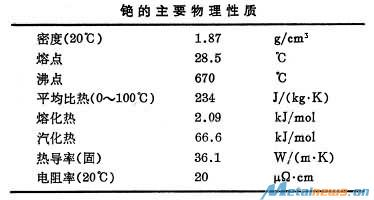 铯的主要物理性质
密度(20℃) 1.87 g/cm³
熔点 28.5 ℃
沸点 670 ℃
平均比热(0～100℃) 234 J/(kg·K)
熔化热 2.09 kJ/mol
汽化热 66.6 kJ/mol
热导率(固) 36.1 W/(m·K)
电阻率(20℃) 20 μΩ·cm
Metalnews.cn